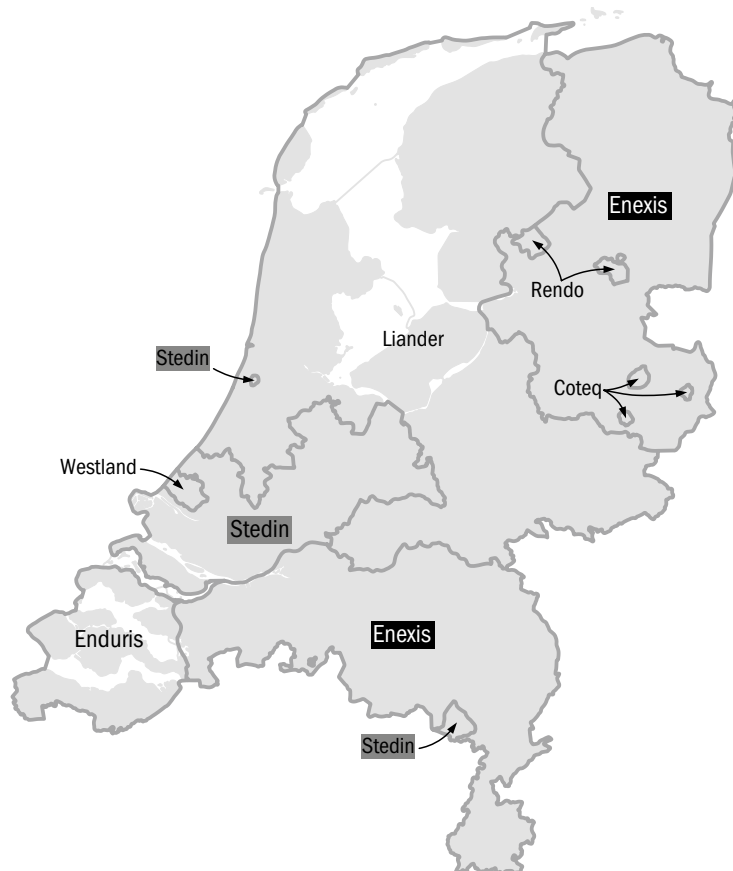 Enexis
Rendo
Liander
Stedin
Coteq
Westland
Stedin
Enduris
Enexis
Stedin